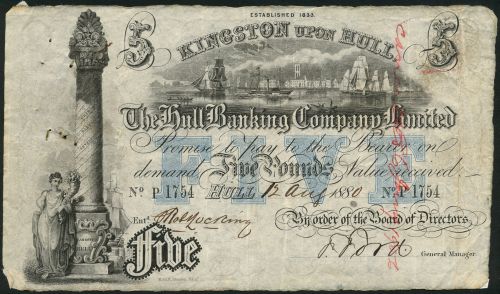 ESTABLISHED 1833.
£5 £5
KINGSTON UPON HULL
The Hull Banking Company Limited
FIVE
Promise to pay to the Bearer on
demand Five Pounds Value received
No P 1754 HULL 12 Aug 1880 No P 1754
Entd
By order of the Board of Directors
Five
General Manager